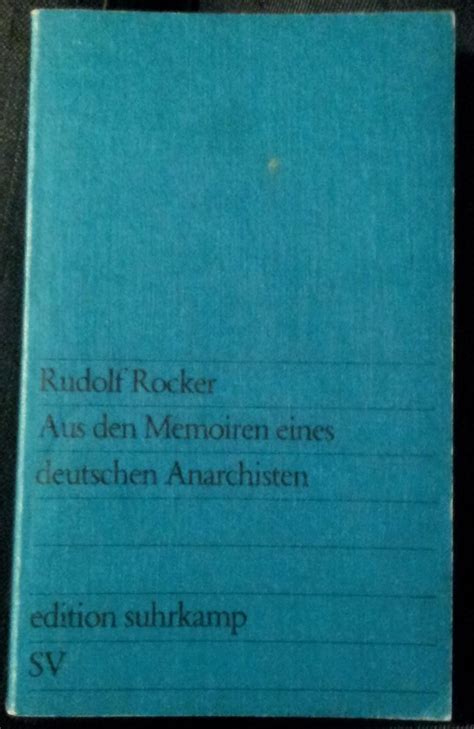 Rudolf Rocker
Aus den Memoiren eines
deutschen Anarchisten
edition suhrkamp
SV